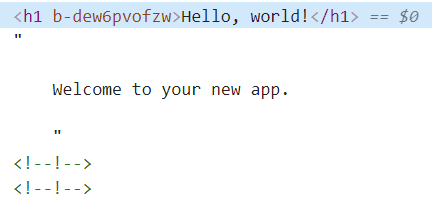 <h1 b-dew6pvofzw>Hello, world!</h1> == $0
"
Welcome to your new app.
"
<!--!-->
<!--!-->